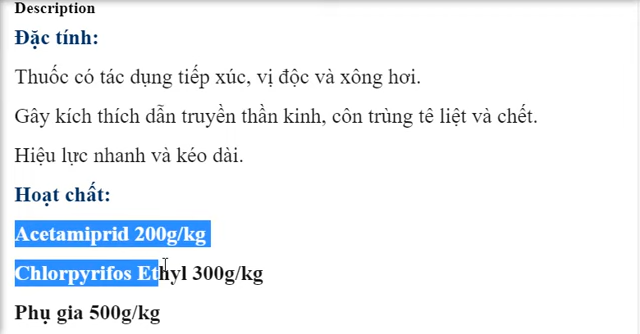 Description
Đặc tính:
Thuốc có tác dụng tiếp xúc, vị độc và xông hơi.
Gây kích thích dẫn truyền thần kinh, côn trùng tê liệt và chết.
Hiệu lực nhanh và kéo dài.
Hoạt chất:
Acetamiprid 200g/kg
Chlorpyrifos Ethyl 300g/kg
Phụ gia 500g/kg